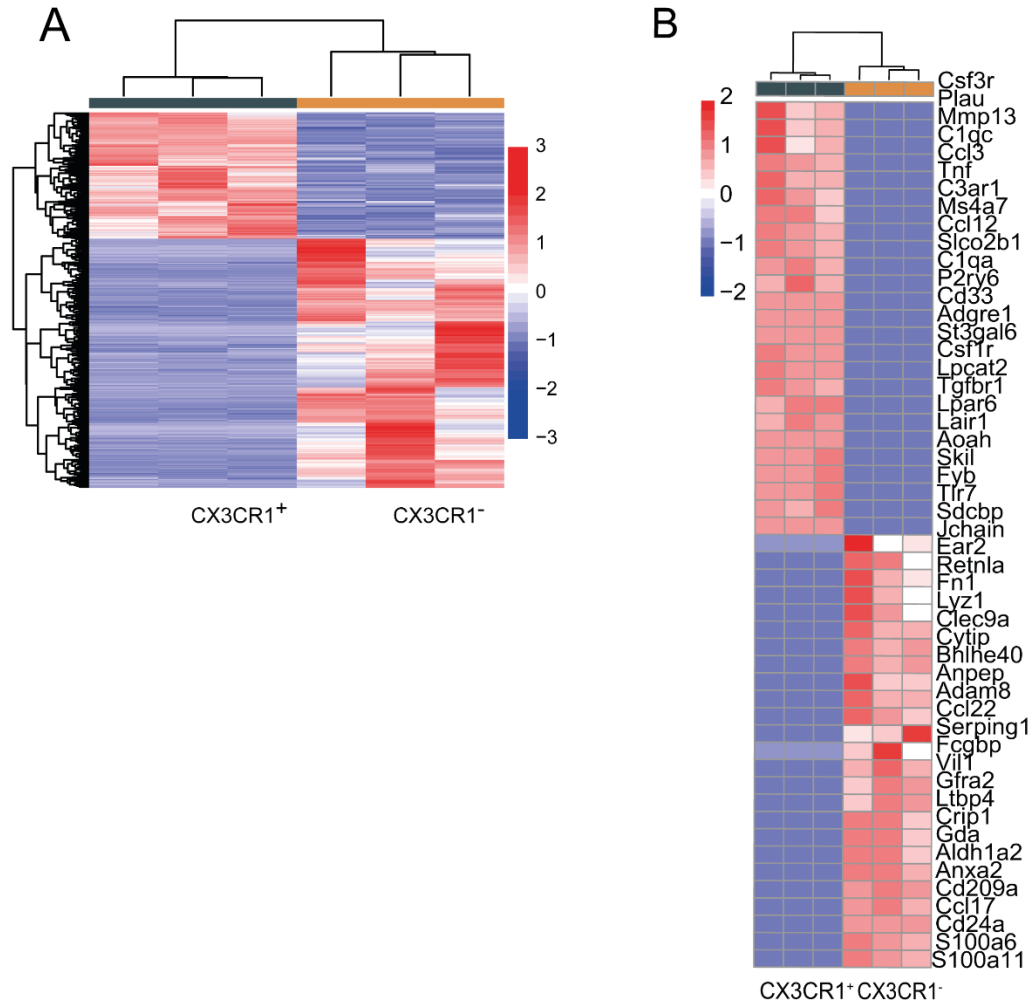 A
3
2
1
0
−1
−2
−3
CX3CR1+
CX3CR1-
B
2
1
0
−1
−2
Csf3r
Plau
Mmp13
C1qc
Ccl3
Tnf
C3ar1
Ms4a7
Ccl12
Slco2b1
C1qa
P2ry6
Cd33
Adgre1
St3gal6
Csf1r
Lpcat2
Tgfbr1
Lpar6
Lair1
Aoah
Skil
Fyb
Tlr7
Sdcbp
Jchain
Ear2
Retnla
Fn1
Lyz1
Clec9a
Cytip
Bhlhe40
Anpep
Adam8
Ccl22
Serping1
Fcgbp
Vil1
Gfra2
Ltbp4
Crip1
Gda
Aldh1a2
Anxa2
Cd209a
Ccl17
Cd24a
S100a6
S100a11
CX3CR1+ CX3CR1-